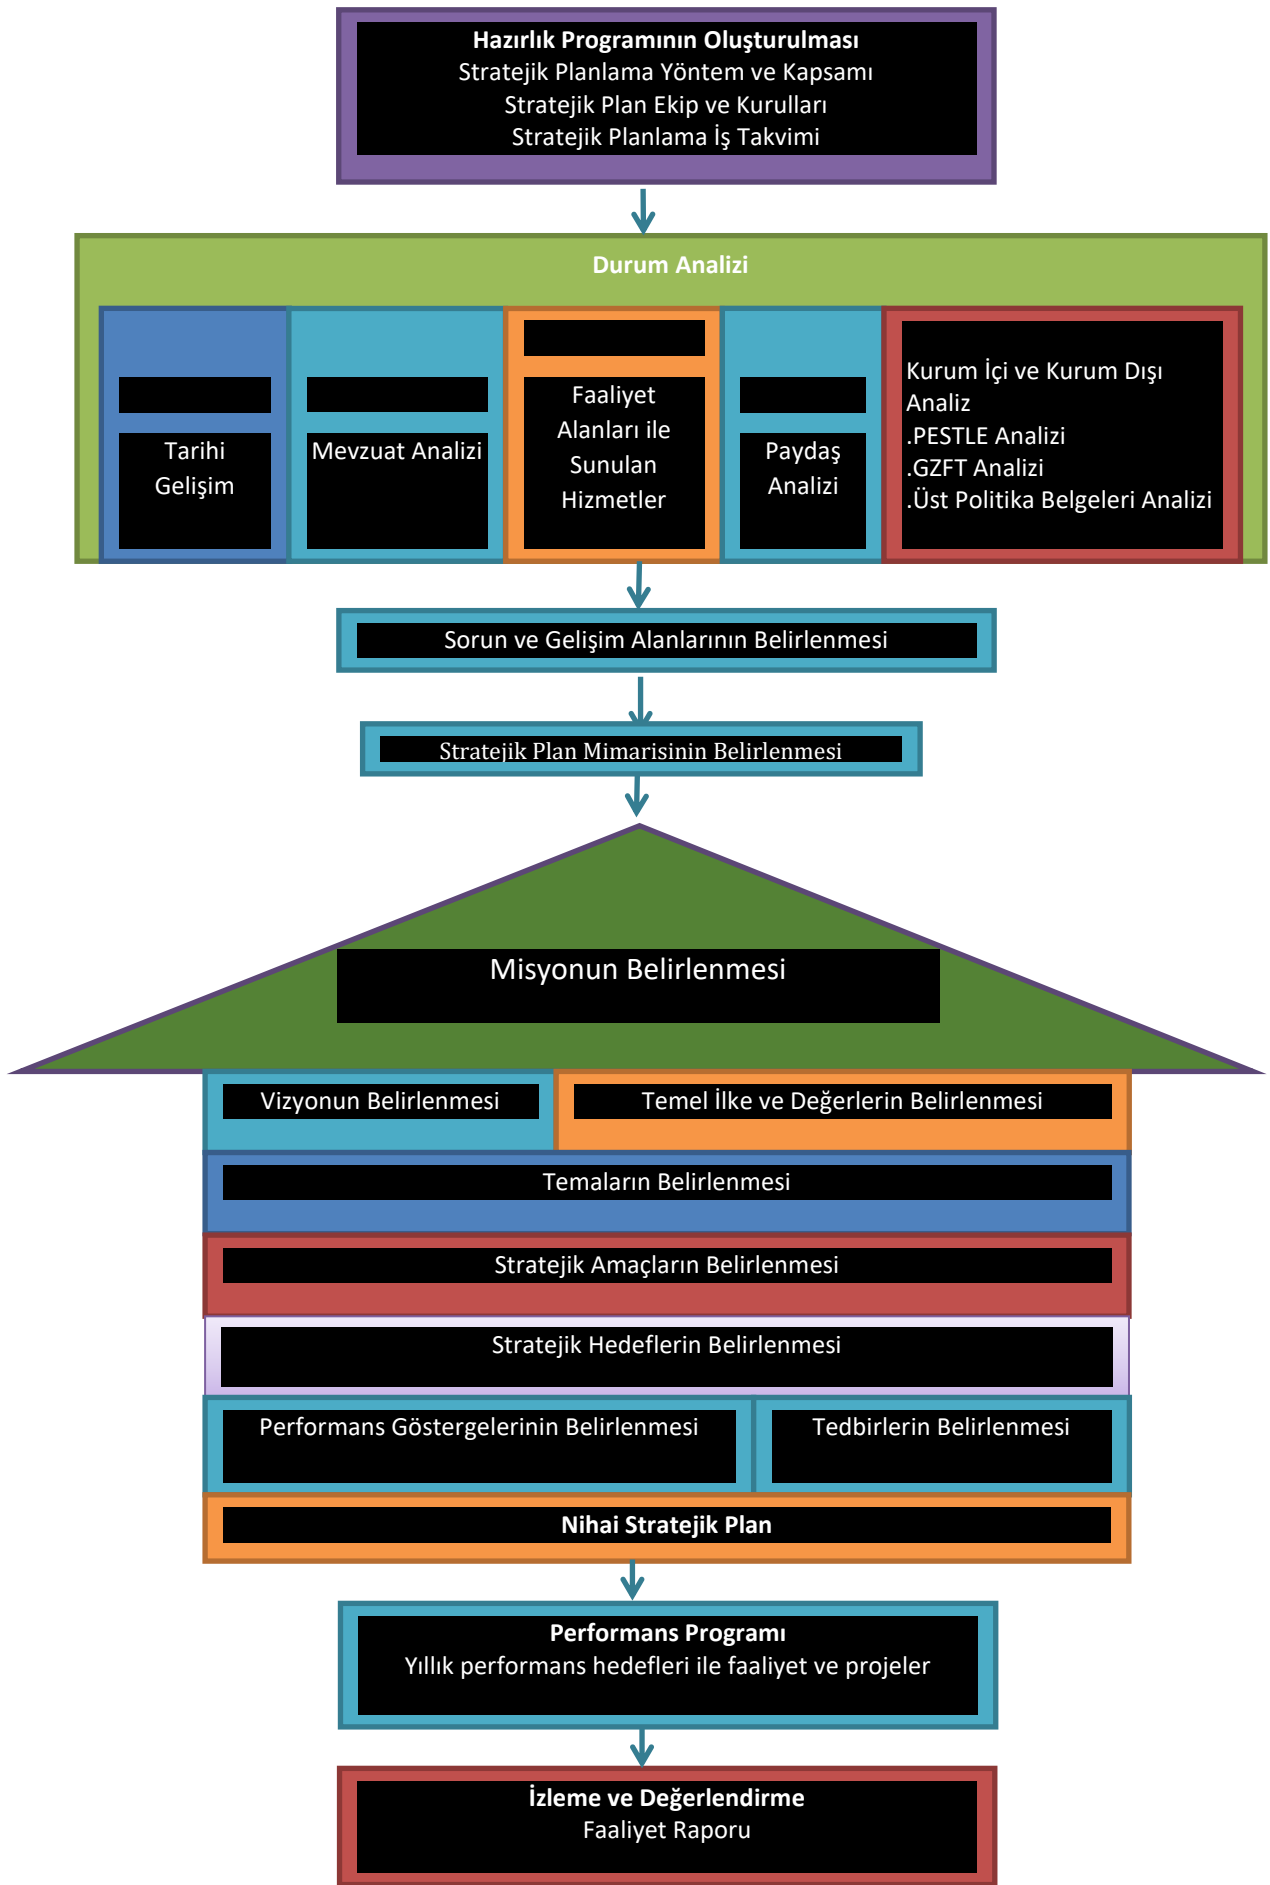 Hazırlık Programının Oluşturulması
Stratejik Planlama Yöntem ve Kapsamı
Stratejik Plan Ekip ve Kurulları
Stratejik Planlama İş Takvimi
Durum Analizi
Tarihi
Gelişim
Mevzuat Analizi
Faaliyet
Alanları ile
Sunulan
Hizmetler
Paydaş
Analizi
Kurum İçi ve Kurum Dışı
Analiz
.PESTLE Analizi
.GZFT Analizi
.Üst Politika Belgeleri Analizi
Sorun ve Gelişim Alanlarının Belirlenmesi
Stratejik Plan Mimarisinin Belirlenmesi
Misyonun Belirlenmesi
Vizyonun Belirlenmesi
Temel İlke ve Değerlerin Belirlenmesi
Temaların Belirlenmesi
Stratejik Amaçların Belirlenmesi
Stratejik Hedeflerin Belirlenmesi
Performans Göstergelerinin Belirlenmesi
Tedbirlerin Belirlenmesi
Nihai Stratejik Plan
Performans Programı
Yıllık performans hedefleri ile faaliyet ve projeler
İzleme ve Değerlendirme
Faaliyet Raporu